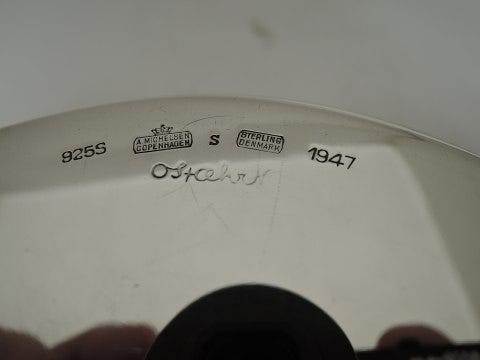 925S A. MICHELSEN COPENHAGEN S STERLING DENMARK 1947